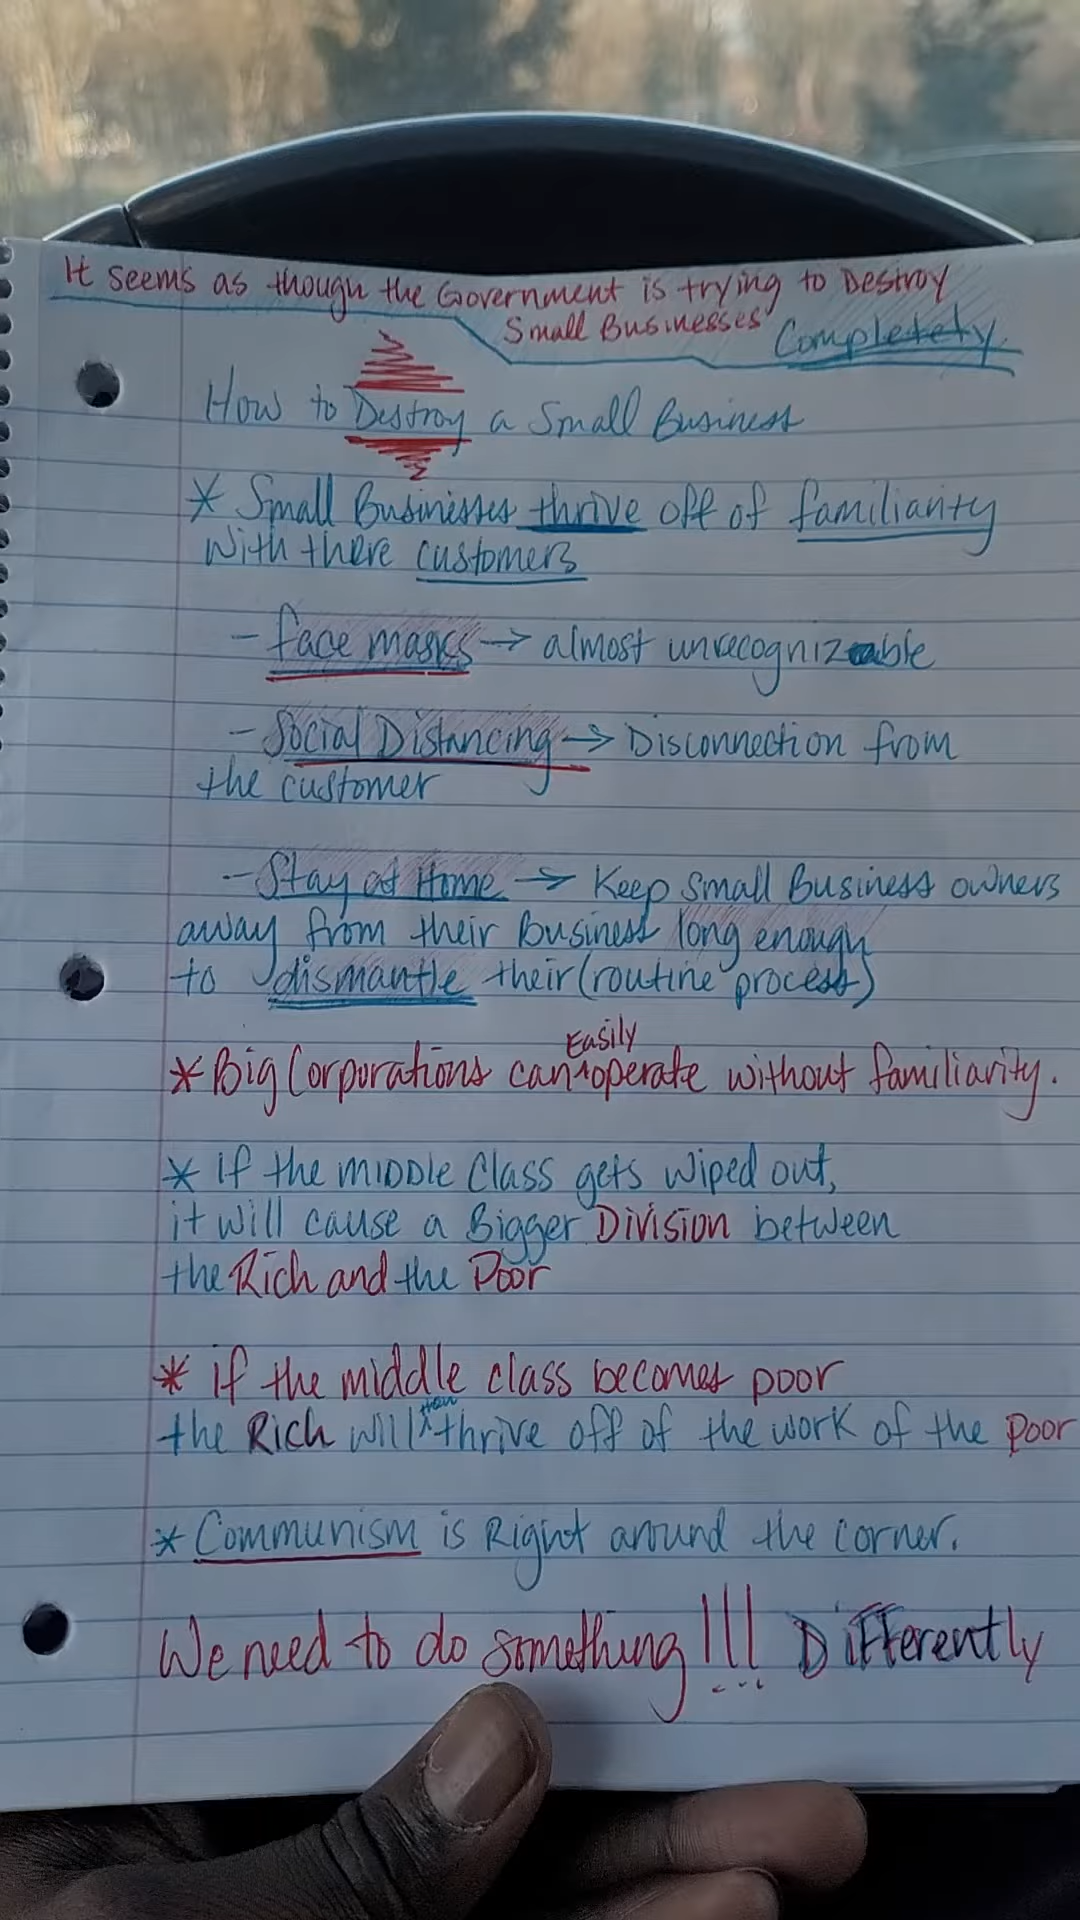 It seems as though the Government is trying to Destroy
Small Businesses Completely
How to Destroy a Small Business
* Small Businesses thrive off of familiarity
with there customers
- face masks → almost unrecognizeable
- Social Distancing → Disconnection from
the customer
- Stay at Home → Keep small Business owners
away from their Business long enough
to dismantle their (routine process)
* Big Corporations can Easily operate without familiarity.
* if the MIDDLE Class gets wiped out,
it will cause a Bigger Division between
the Rich and the Poor
* if the middle class becomes poor
the Rich will then thrive off of the work of the Poor
* Communism is Right around the corner.
We need to do something!!! Differently